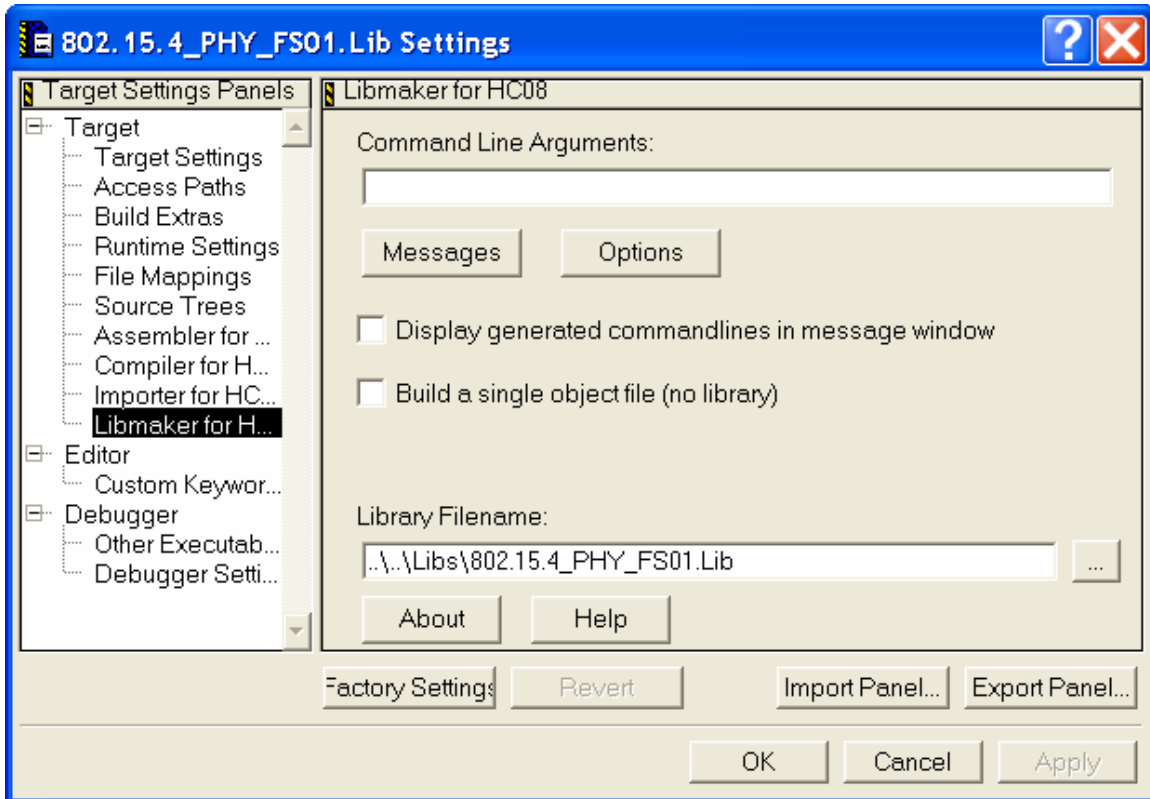 802.15.4_PHY_FS01.Lib Settings
Target Settings Panels
Target
Target Settings
Access Paths
Build Extras
Runtime Settings
File Mappings
Source Trees
Assembler for ...
Compiler for H...
Importer for HC...
Libmaker for H...
Editor
Custom Keywor...
Debugger
Other Executab...
Debugger Setti...
Libmaker for HC08
Command Line Arguments:
Messages Options
Display generated commandlines in message window
Build a single object file (no library)
Library Filename:
..\..\Libs\802.15.4_PHY_FS01.Lib ...
About Help
Factory Settings Revert Import Panel... Export Panel...
OK Cancel Apply